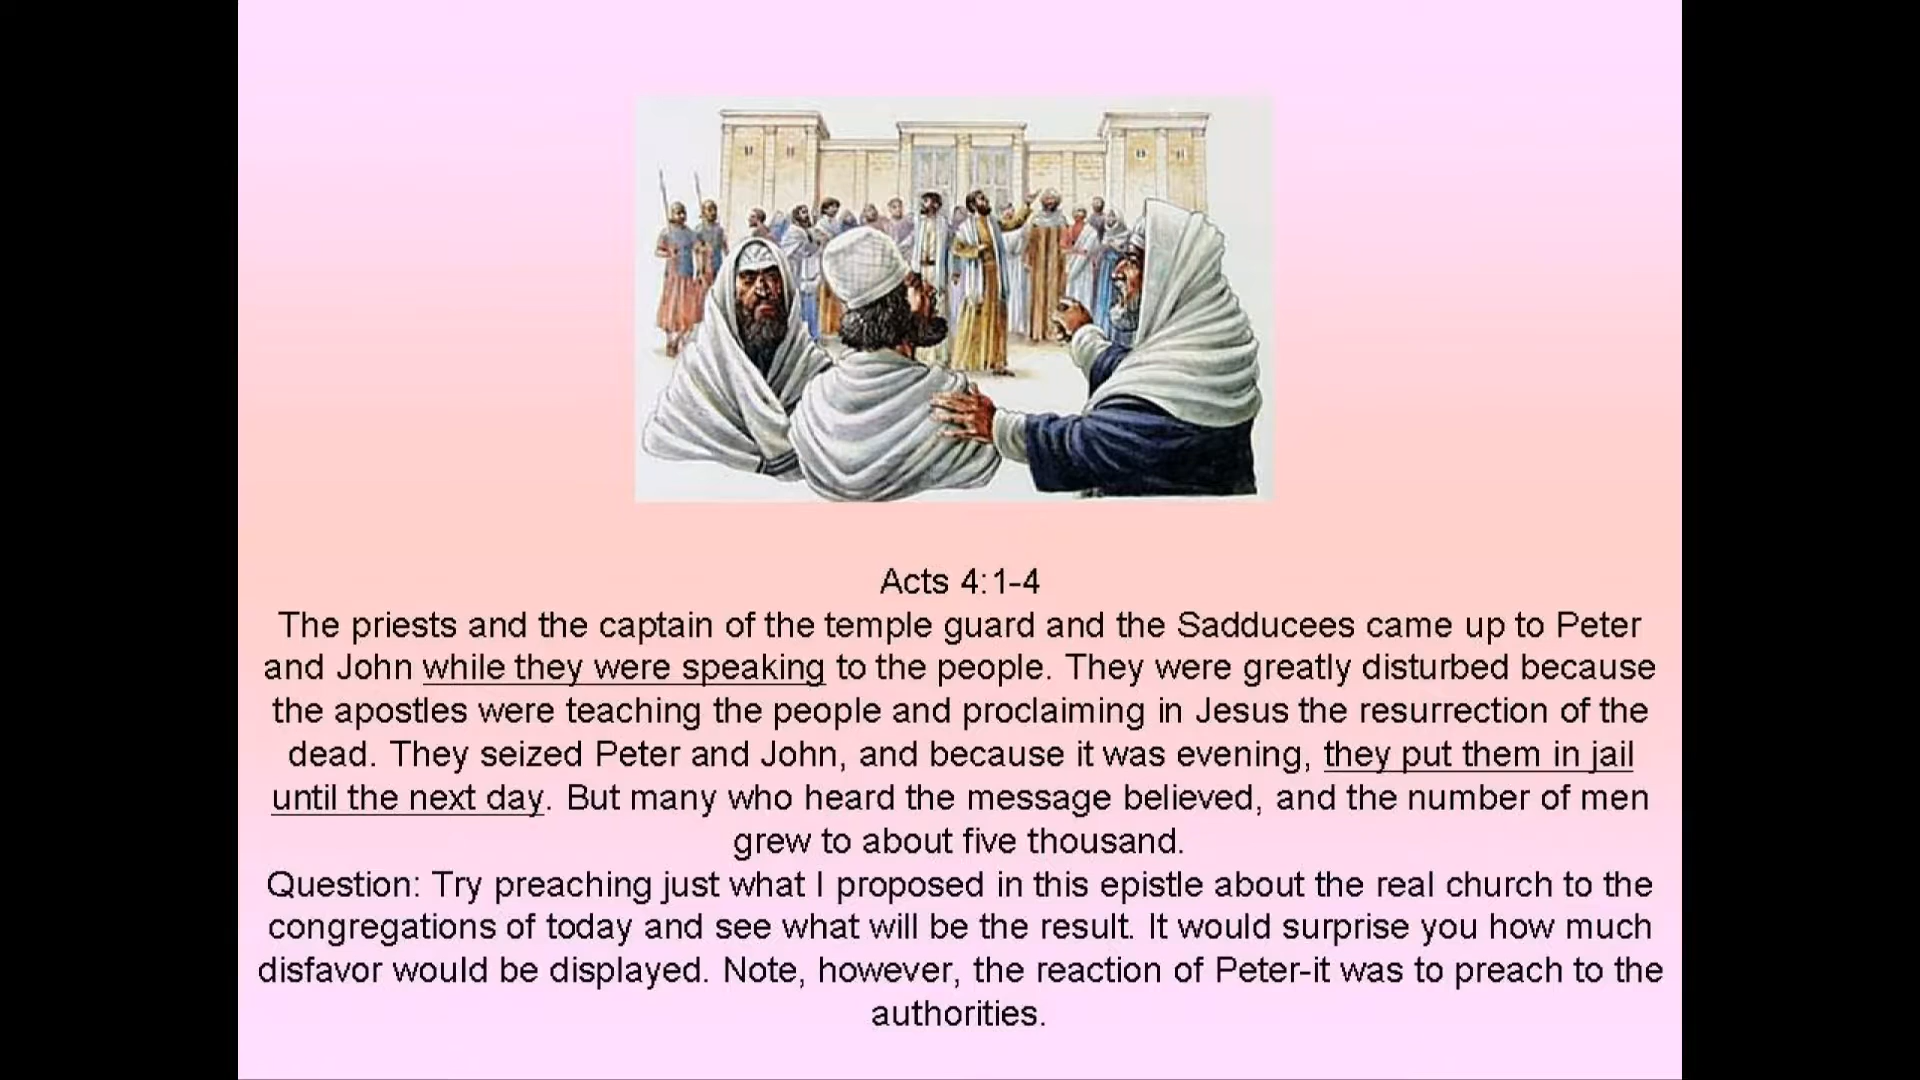 Acts 4:1-4
The priests and the captain of the temple guard and the Sadducees came up to Peter
and John while they were speaking to the people. They were greatly disturbed because
the apostles were teaching the people and proclaiming in Jesus the resurrection of the
dead. They seized Peter and John, and because it was evening, they put them in jail
until the next day. But many who heard the message believed, and the number of men
grew to about five thousand.
Question: Try preaching just what I proposed in this epistle about the real church to the
congregations of today and see what will be the result. It would surprise you how much
disfavor would be displayed. Note, however, the reaction of Peter-it was to preach to the
authorities.